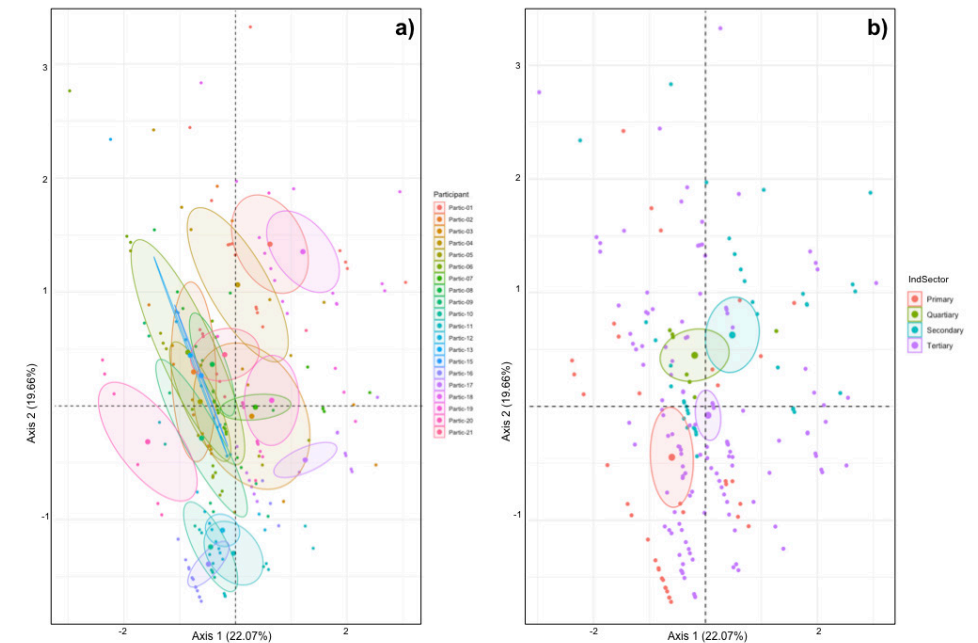 a)
3
2
1
0
-1
-2
2
Axis 1 (22.07%)
Axis 2 (19.66%)
Participant
Partic-01
Partic-02
Partic-03
Partic-04
Partic-05
Partic-06
Partic-07
Partic-08
Partic-09
Partic-10
Partic-11
Partic-12
Partic-13
Partic-15
Partic-16
Partic-17
Partic-18
Partic-19
Partic-20
Partic-21
b)
3
2
1
0
-1
-2
2
Axis 1 (22.07%)
Axis 2 (19.66%)
IndSector
Primary
Quartiary
Secondary
Tertiary